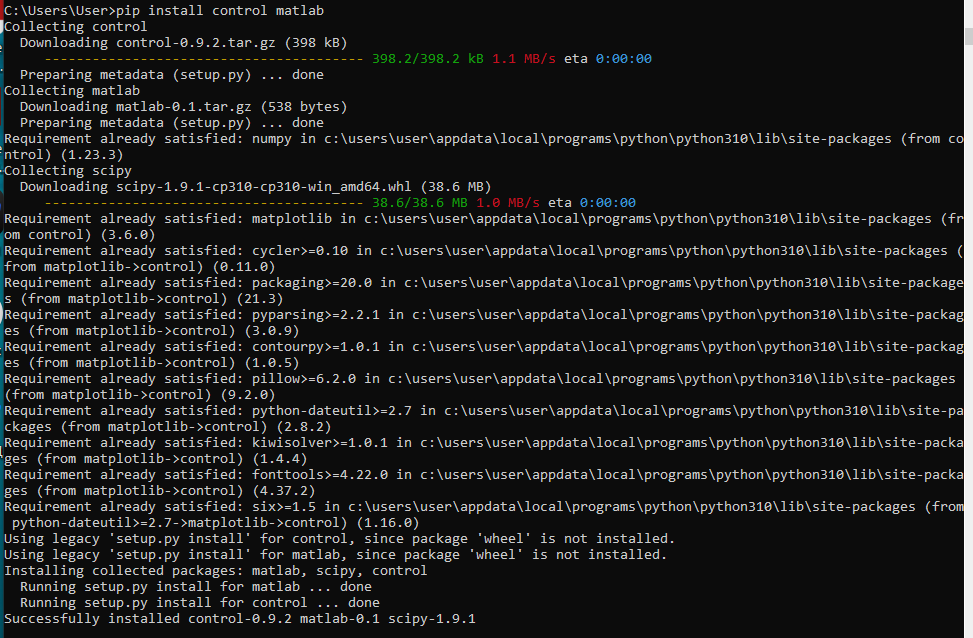 C:\Users\User>pip install control matlab
Collecting control
  Downloading control-0.9.2.tar.gz (398 kB)
     ---------------------------------------- 398.2/398.2 kB 1.1 MB/s eta 0:00:00
  Preparing metadata (setup.py) ... done
Collecting matlab
  Downloading matlab-0.1.tar.gz (538 bytes)
  Preparing metadata (setup.py) ... done
Requirement already satisfied: numpy in c:\users\user\appdata\local\programs\python\python310\lib\site-packages (from co
ntrol) (1.23.3)
Collecting scipy
  Downloading scipy-1.9.1-cp310-cp310-win_amd64.whl (38.6 MB)
     ---------------------------------------- 38.6/38.6 MB 1.0 MB/s eta 0:00:00
Requirement already satisfied: matplotlib in c:\users\user\appdata\local\programs\python\python310\lib\site-packages (fr
om control) (3.6.0)
Requirement already satisfied: cycler>=0.10 in c:\users\user\appdata\local\programs\python\python310\lib\site-packages (
from matplotlib->control) (0.11.0)
Requirement already satisfied: packaging>=20.0 in c:\users\user\appdata\local\programs\python\python310\lib\site-package
s (from matplotlib->control) (21.3)
Requirement already satisfied: pyparsing>=2.2.1 in c:\users\user\appdata\local\programs\python\python310\lib\site-packag
es (from matplotlib->control) (3.0.9)
Requirement already satisfied: contourpy>=1.0.1 in c:\users\user\appdata\local\programs\python\python310\lib\site-packag
es (from matplotlib->control) (1.0.5)
Requirement already satisfied: pillow>=6.2.0 in c:\users\user\appdata\local\programs\python\python310\lib\site-packages
(from matplotlib->control) (9.2.0)
Requirement already satisfied: python-dateutil>=2.7 in c:\users\user\appdata\local\programs\python\python310\lib\site-pa
ckages (from matplotlib->control) (2.8.2)
Requirement already satisfied: kiwisolver>=1.0.1 in c:\users\user\appdata\local\programs\python\python310\lib\site-packa
ges (from matplotlib->control) (1.4.4)
Requirement already satisfied: fonttools>=4.22.0 in c:\users\user\appdata\local\programs\python\python310\lib\site-packa
ges (from matplotlib->control) (4.37.2)
Requirement already satisfied: six>=1.5 in c:\users\user\appdata\local\programs\python\python310\lib\site-packages (from
 python-dateutil>=2.7->matplotlib->control) (1.16.0)
Using legacy 'setup.py install' for control, since package 'wheel' is not installed.
Using legacy 'setup.py install' for matlab, since package 'wheel' is not installed.
Installing collected packages: matlab, scipy, control
  Running setup.py install for matlab ... done
  Running setup.py install for control ... done
Successfully installed control-0.9.2 matlab-0.1 scipy-1.9.1